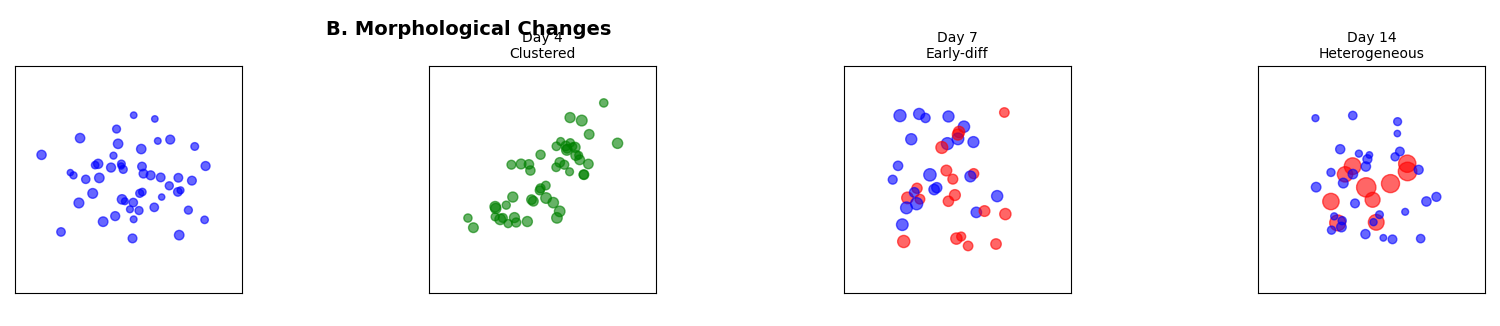 B. Morphological Changes
Day 4
Clustered
Day 7
Early-diff
Day 14
Heterogeneous